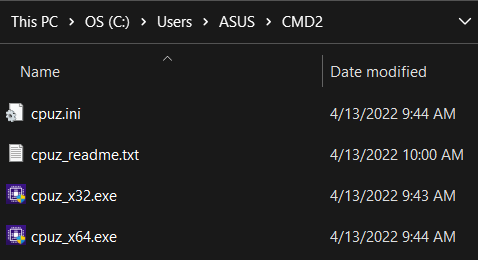 This PC > OS (C:) > Users > ASUS > CMD2
Name Date modified
cpuz.ini 4/13/2022 9:44 AM
cpuz_readme.txt 4/13/2022 10:00 AM
cpuz_x32.exe 4/13/2022 9:43 AM
cpuz_x64.exe 4/13/2022 9:44 AM